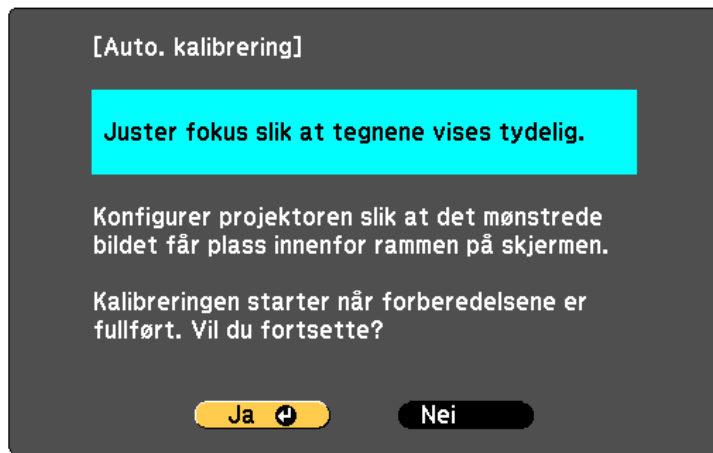 [Auto. kalibrering]
Juster fokus slik at tegnene vises tydelig.
Konfigurer projektoren slik at det mønstrede
bildet får plass innenfor rammen på skjermen.
Kalibreringen starter når forberedelsene er
fullført. Vil du fortsette?
Ja
Nei